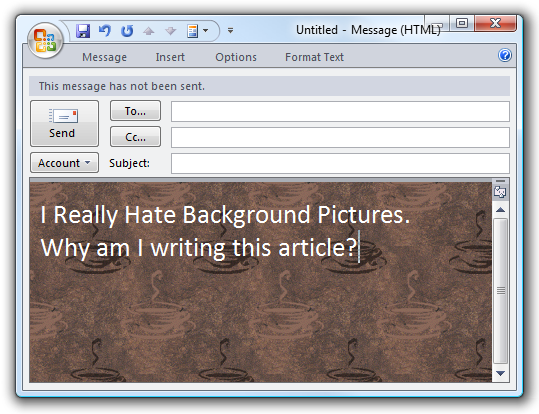 Untitled - Message (HTML)
Message Insert Options Format Text
This message has not been sent.
Send
To...
Cc...
Account
Subject:
I Really Hate Background Pictures.
Why am I writing this article?